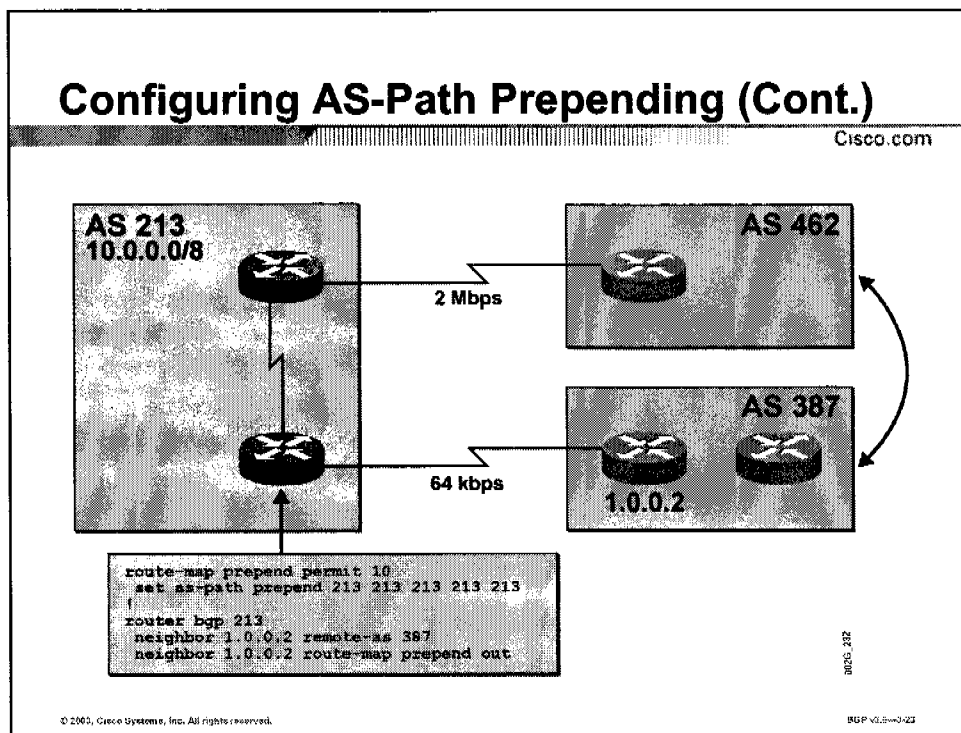 Configuring AS-Path Prepending (Cont.)
Cisco.com
AS 213
10.0.0.0/8
AS 462
2 Mbps
AS 387
64 kbps
1.0.0.2
route-map prepend permit 10
set as-path prepend 213 213 213 213 213
!
router bgp 213
neighbor 1.0.0.2 remote-as 387
neighbor 1.0.0.2 route-map prepend out
© 2003, Cisco Systems, Inc. All rights reserved.